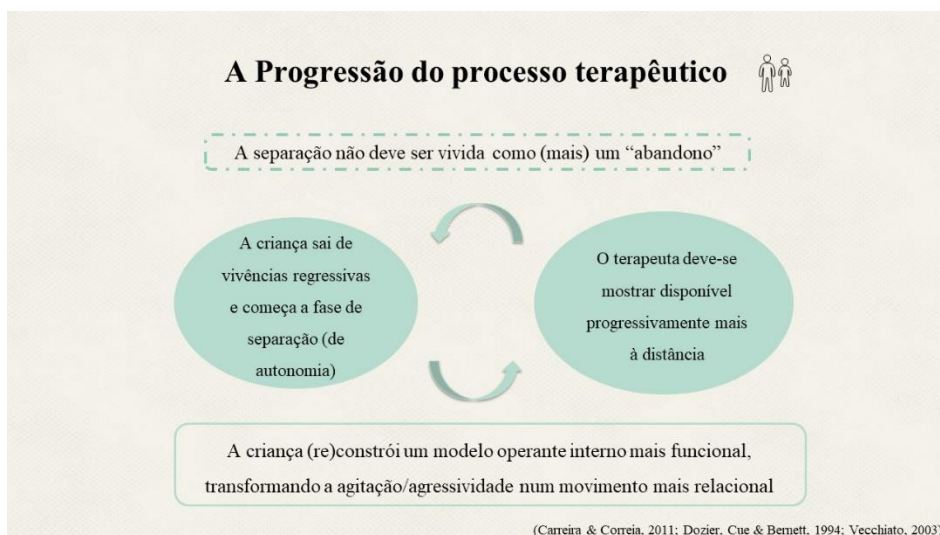 A Progressão do processo terapêutico
A separação não deve ser vivida como (mais) um “abandono”
A criança sai de
vivências regressivas
e começa a fase de
separação (de
autonomia)
O terapeuta deve-se
mostrar disponível
progressivamente mais
à distância
A criança (re)constrói um modelo operante interno mais funcional,
transformando a agitação/agressividade num movimento mais relacional
(Carreira & Correia, 2011; Dozier, Cue & Bernett, 1994; Vecchiato, 2003)